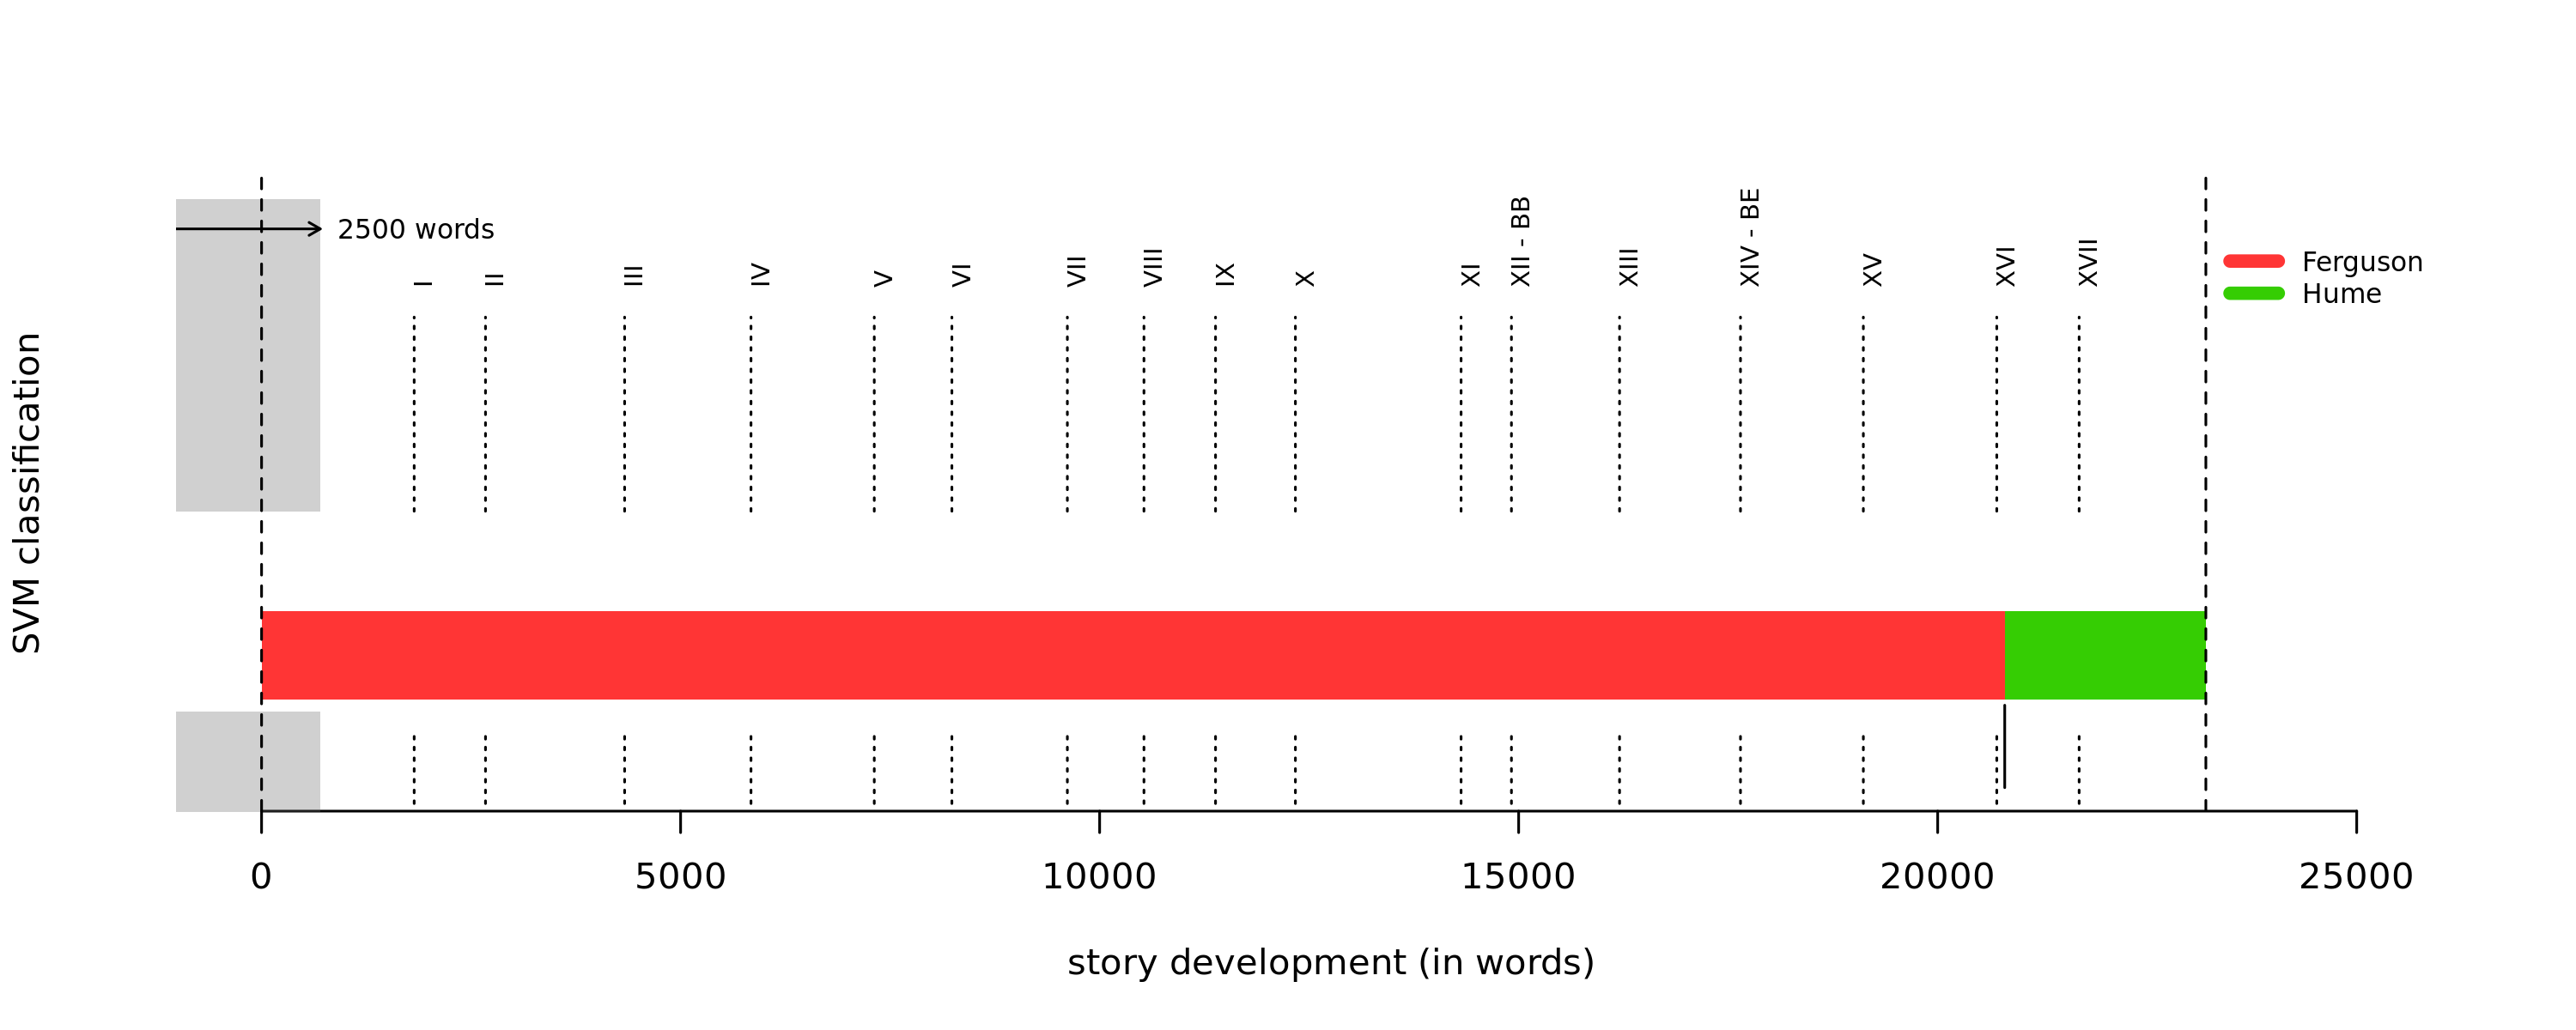 2500 words
I
II
III
IV
V
VI
VII
VIII
IX
X
XI
XII - BB
XIII
XIV - BE
XV
XVI
XVII
Ferguson
Hume
SVM classification
0
5000
10000
15000
20000
25000
story development (in words)